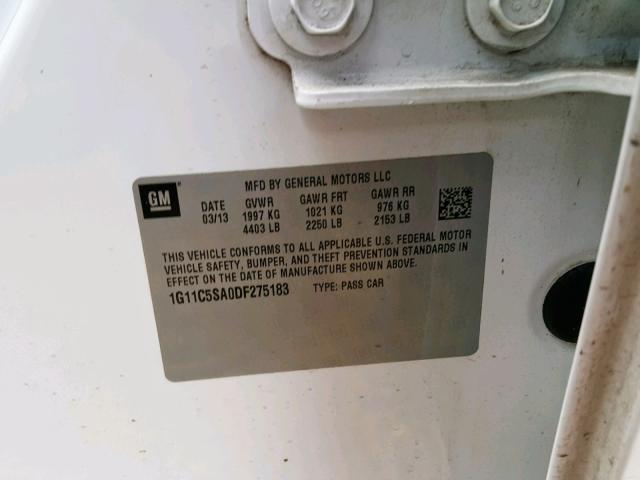 GM
MFD BY GENERAL MOTORS LLC
DATE GVWR GAWR FRT GAWR RR
03/13 1997 KG 1021 KG 976 KG
4403 LB 2250 LB 2153 LB
THIS VEHICLE CONFORMS TO ALL APPLICABLE U.S. FEDERAL MOTOR
VEHICLE SAFETY, BUMPER, AND THEFT PREVENTION STANDARDS IN
EFFECT ON THE DATE OF MANUFACTURE SHOWN ABOVE.
1G11C5SA0DF275183 TYPE: PASS CAR